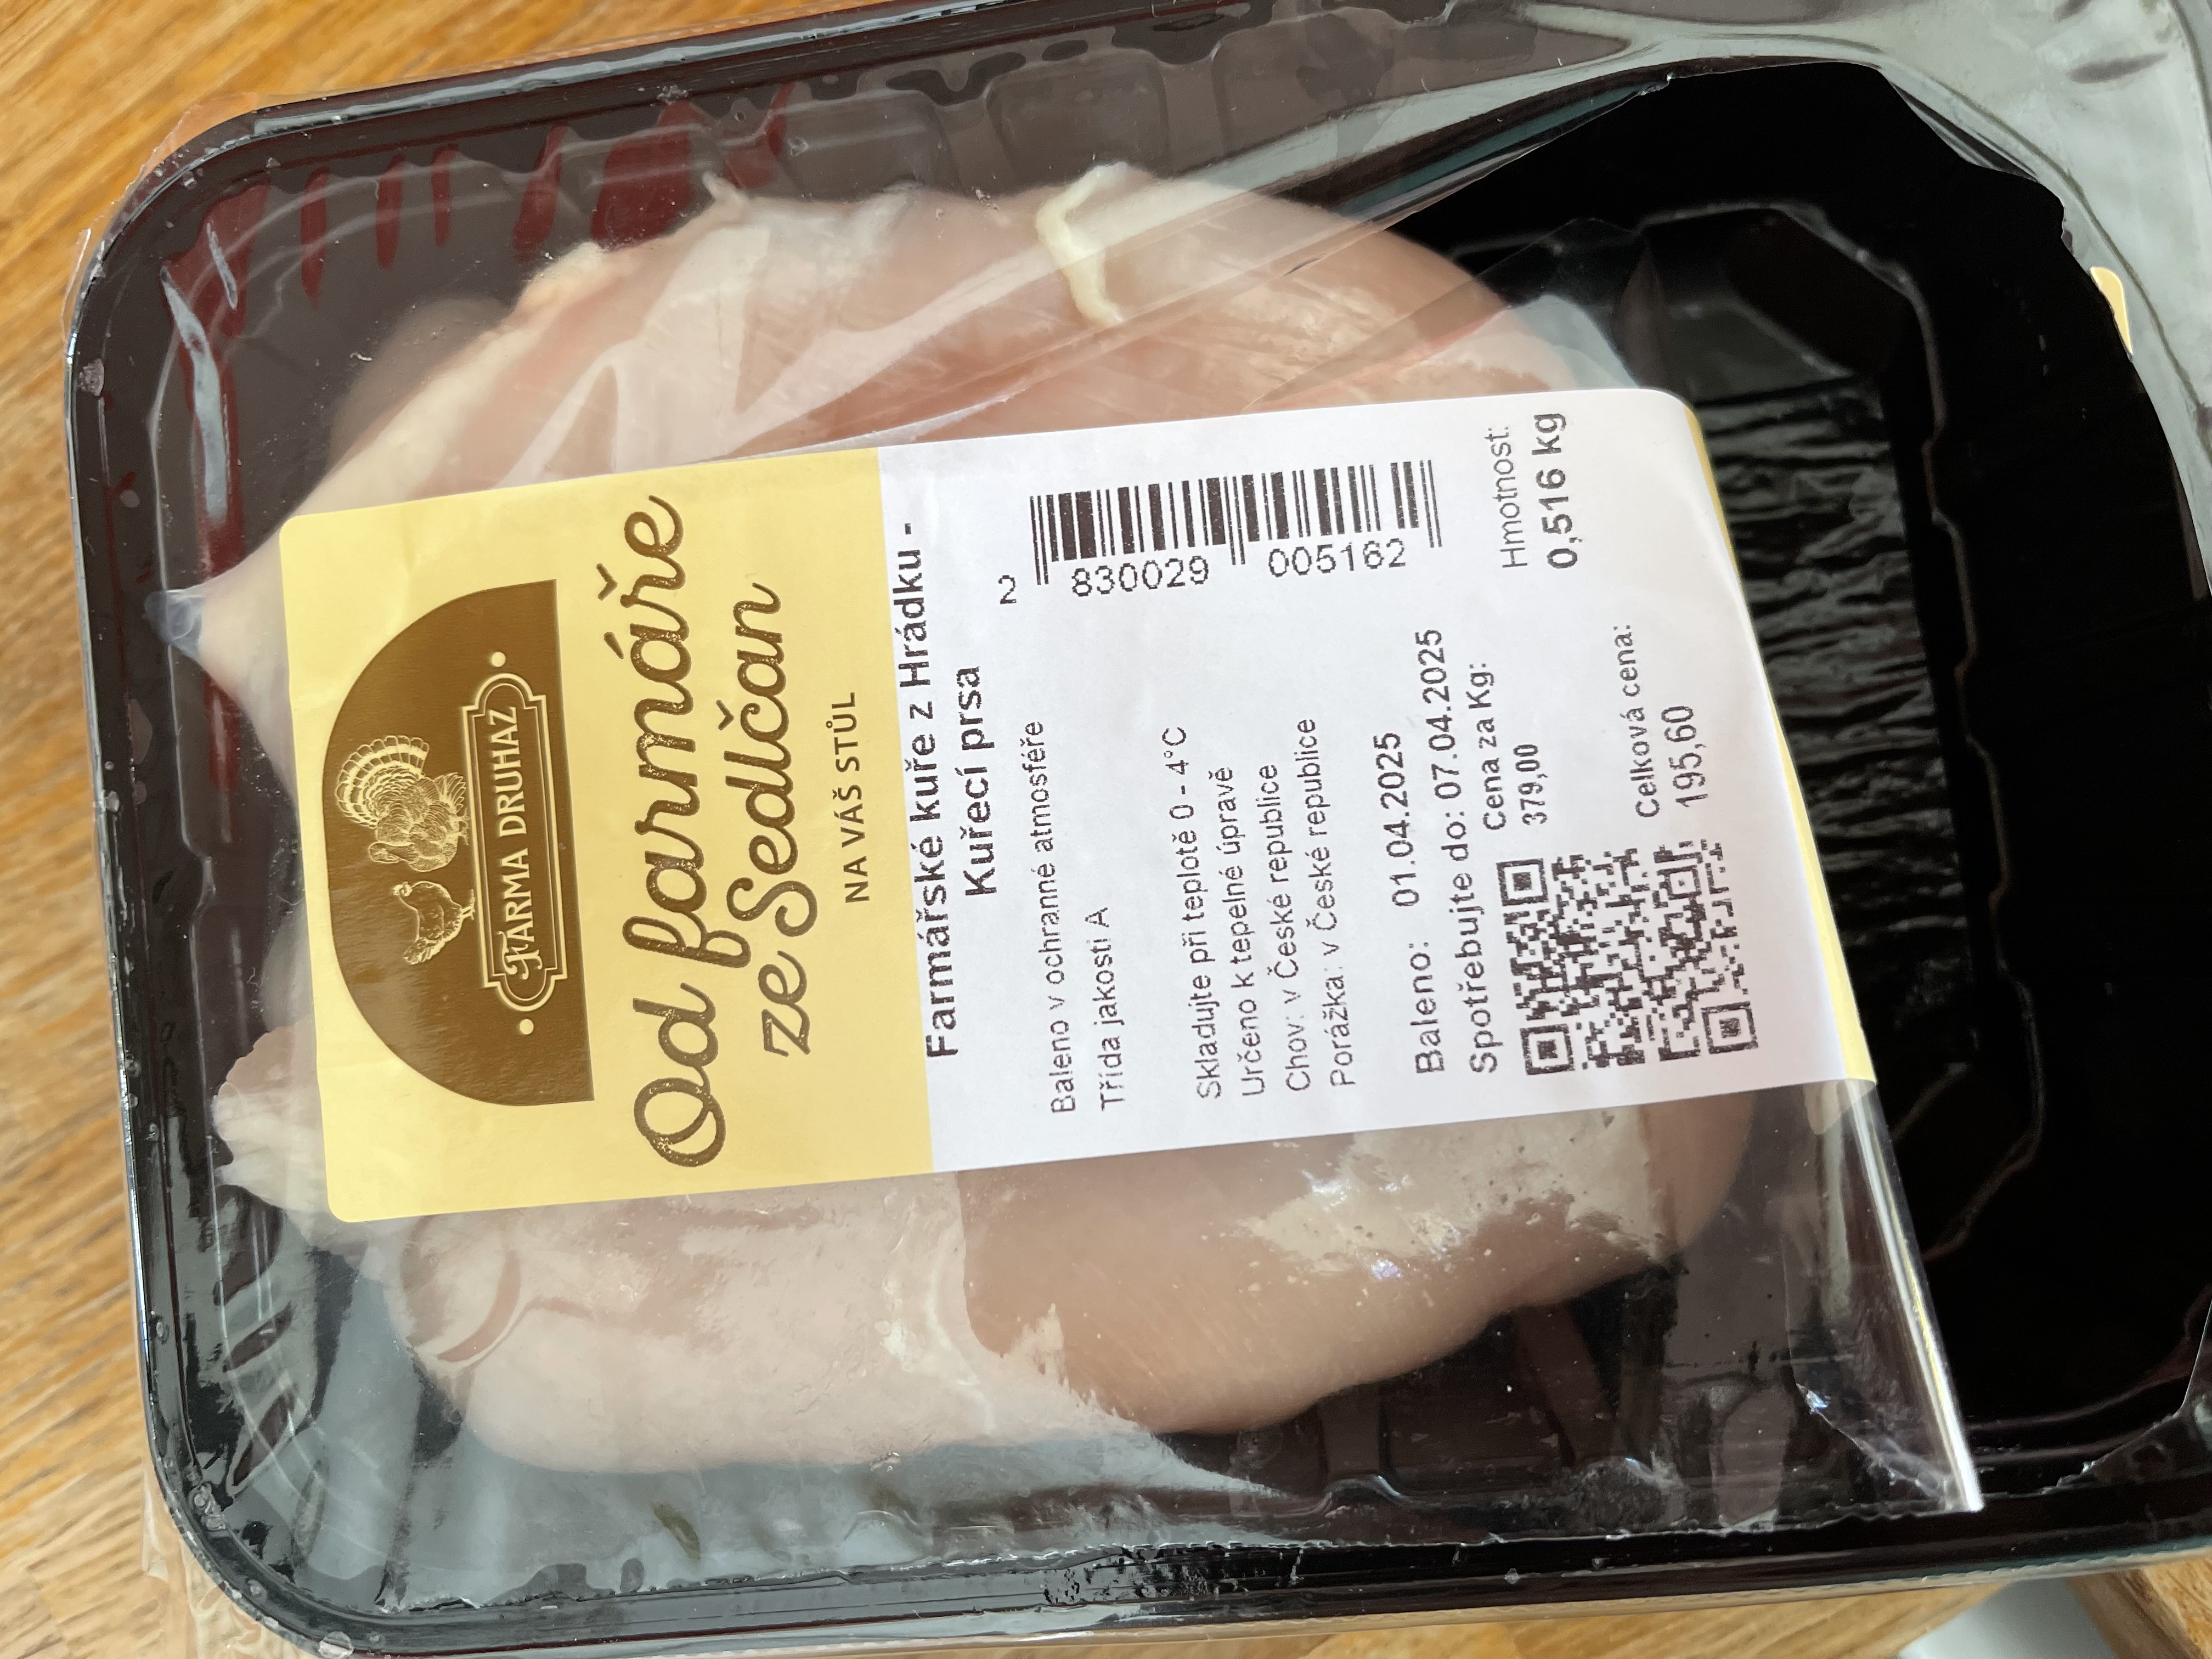 FARMA DRUHAZ
Od farmáře
ze Sedlčan
NA VÁŠ STŮL
Farmářské kuře z Hrádku -
Kuřecí prsa
Baleno v ochranné atmosféře
Třída jakosti A
2 830029 005162
Skladujte při teplotě 0 - 4°C
Určeno k tepelné úpravě
Chov: v České republice
Porážka: v České republice
Baleno: 01.04.2025
Spotřebujte do: 07.04.2025
Cena za Kg:
379,00
Hmotnost:
0,516 kg
Celková cena:
195,60